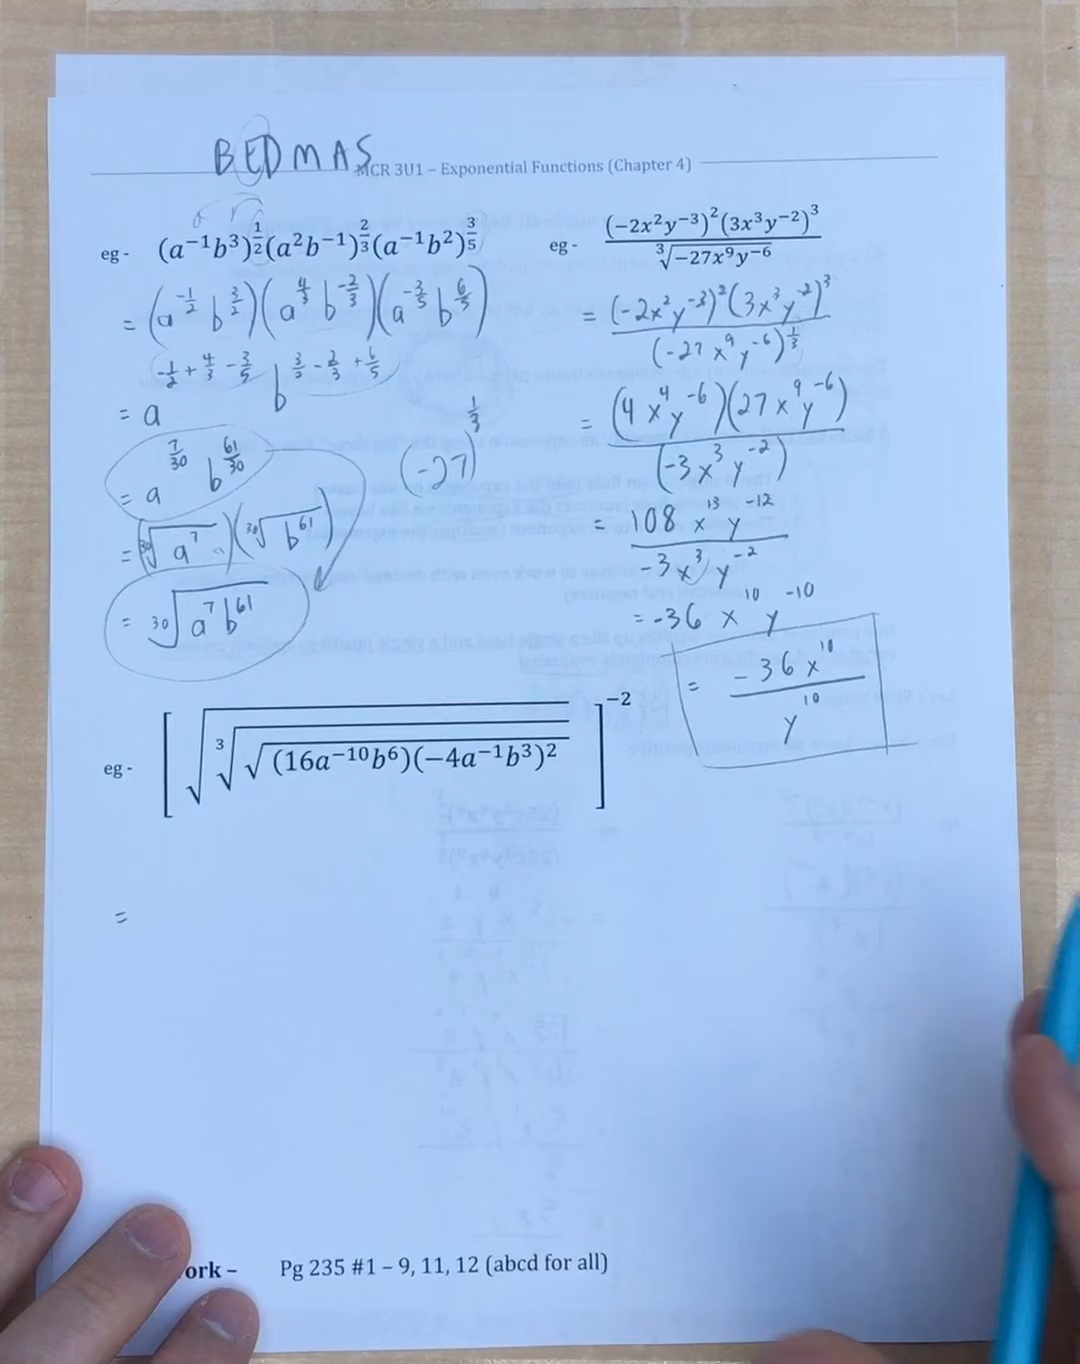 BEDMAS
MCR 3U1 – Exponential Functions (Chapter 4)
eg - (a⁻¹b³)^(1/2)(a²b⁻¹)^(2/3)(a⁻¹b²)^(3/5)
= (a^(-1/2) b^(3/2))(a^(4/3) b^(-2/3))(a^(-3/5) b^(6/5))
= a^(-1/2 + 4/3 - 3/5) b^(3/2 - 2/3 + 6/5)
= a^(7/30) b^(61/30)
(-27)^(1/3)
= (³⁰√a⁷)(³⁰√b⁶¹)
= ³⁰√(a⁷b⁶¹)
eg - (−2x²y⁻³)²(3x³y⁻²)³ / ³√(−27x⁹y⁻⁶)
= (-2x²y⁻³)²(3x³y⁻²)³ / (-27x⁹y⁻⁶)^(1/3)
= (4x⁴y⁻⁶)(27x⁹y⁻⁶) / (-3x³y⁻²)
= 108x¹³y⁻¹² / -3x³y⁻²
= -36x¹⁰y⁻¹⁰
= -36x¹⁰ / y¹⁰
eg - [√(³√(√((16a⁻¹⁰b⁶)(−4a⁻¹b³)²)))]⁻²
=
ork – Pg 235 #1 – 9, 11, 12 (abcd for all)